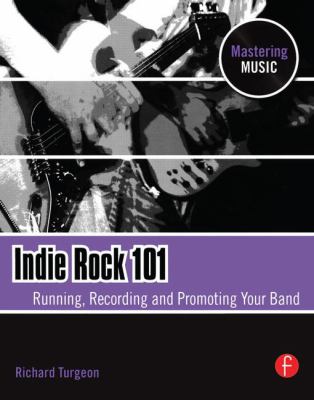 Mastering
MUSIC
Indie Rock 101
Running, Recording and Promoting Your Band
Richard Turgeon
f